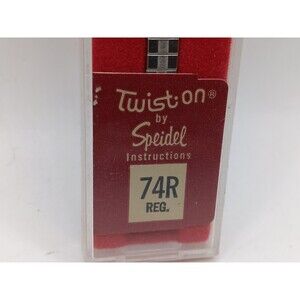 Twist-on®
by
Speidel
Instructions
74R
REG.